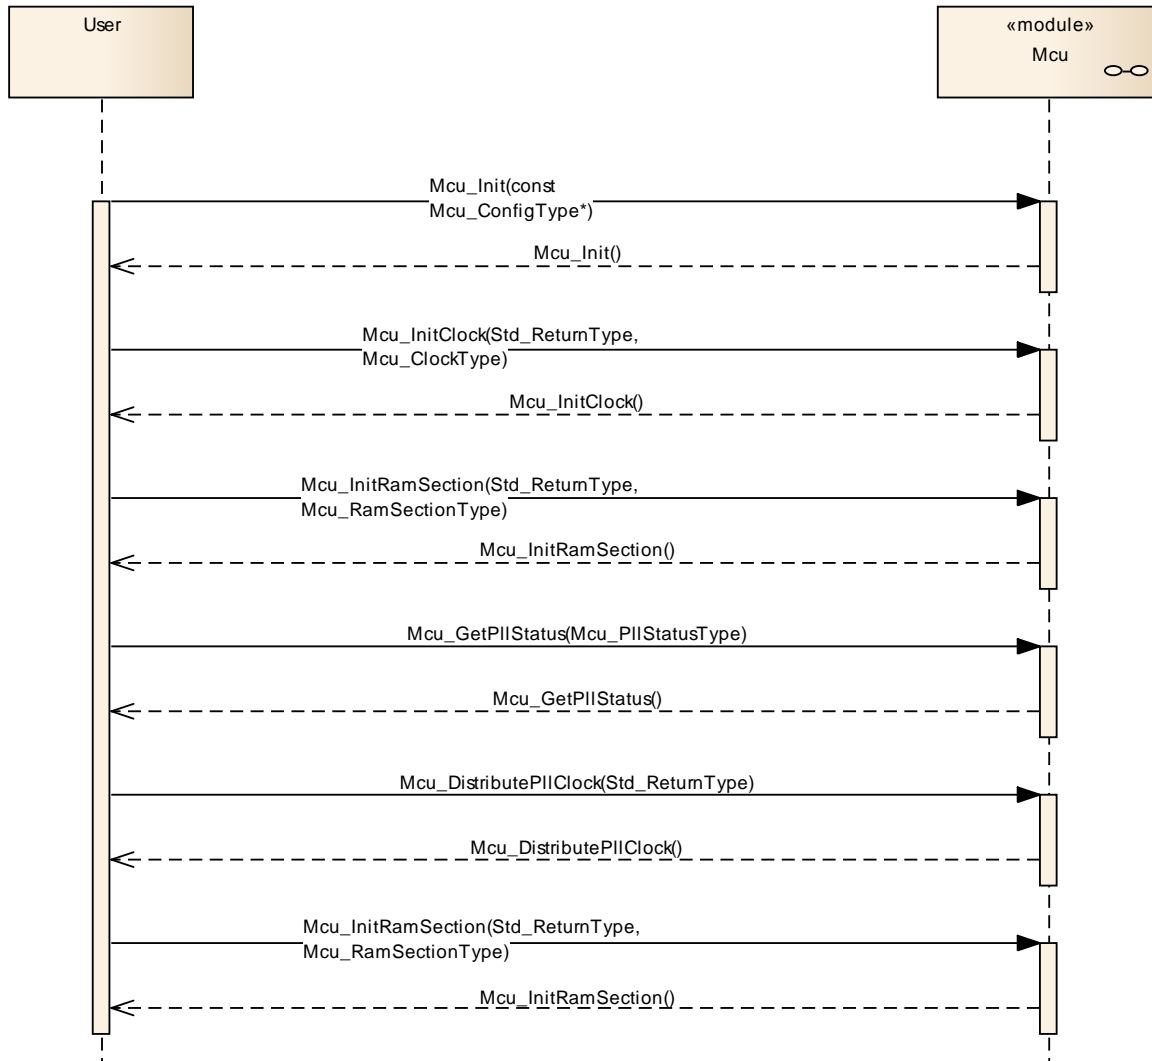 User
«module»
Mcu
Mcu_Init(const
Mcu_ConfigType*)
Mcu_Init()
Mcu_InitClock(Std_ReturnType,
Mcu_ClockType)
Mcu_InitClock()
Mcu_InitRamSection(Std_ReturnType,
Mcu_RamSectionType)
Mcu_InitRamSection()
Mcu_GetPllStatus(Mcu_PllStatusType)
Mcu_GetPllStatus()
Mcu_DistributePllClock(Std_ReturnType)
Mcu_DistributePllClock()
Mcu_InitRamSection(Std_ReturnType,
Mcu_RamSectionType)
Mcu_InitRamSection()